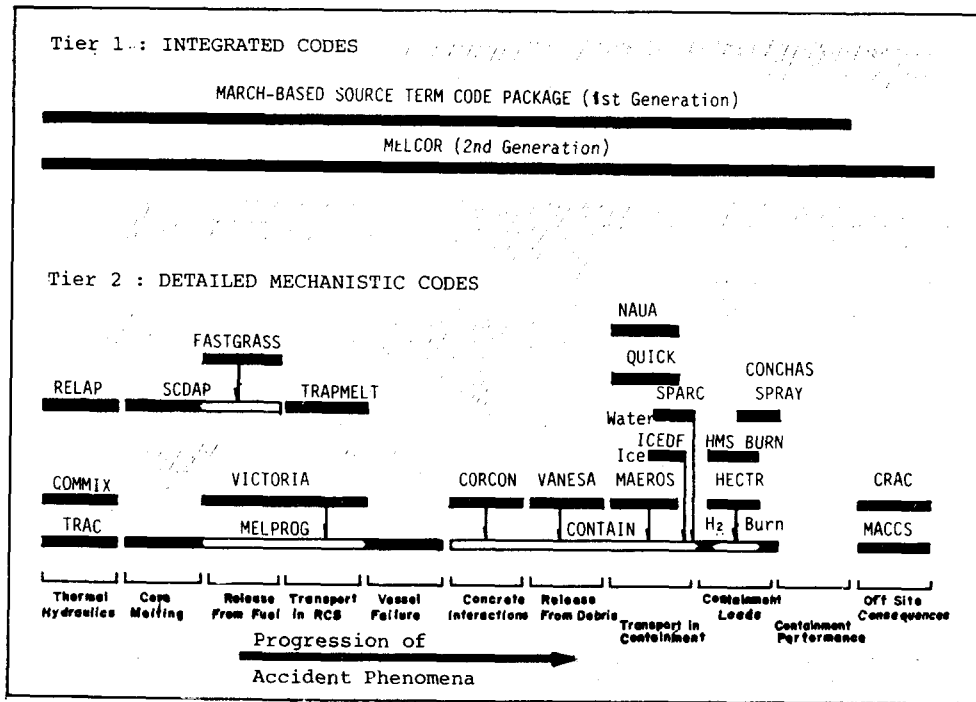 Tier 1 : INTEGRATED CODES
MARCH-BASED SOURCE TERM CODE PACKAGE (1st Generation)
MELCOR (2nd Generation)
Tier 2 : DETAILED MECHANISTIC CODES
NAUA
FASTGRASS
QUICK
CONCHAS
RELAP
SCDAP
TRAPMELT
SPARC
SPRAY
Water
ICEDF
HMS BURN
Ice
COMMIX
VICTORIA
CORCON
VANESA
MAEROS
HECTR
CRAC
TRAC
MELPROG
CONTAIN
H2 Burn
MACCS
Thermal
Hydraulics
Core
Melting
Release
From Fuel
Transport
in RCS
Vessel
Failure
Concrete
Interactions
Release
From Debris
Transport in
Containment
Containment
Loads
Containment
Performance
Off Site
Consequences
Progression of
Accident Phenomena